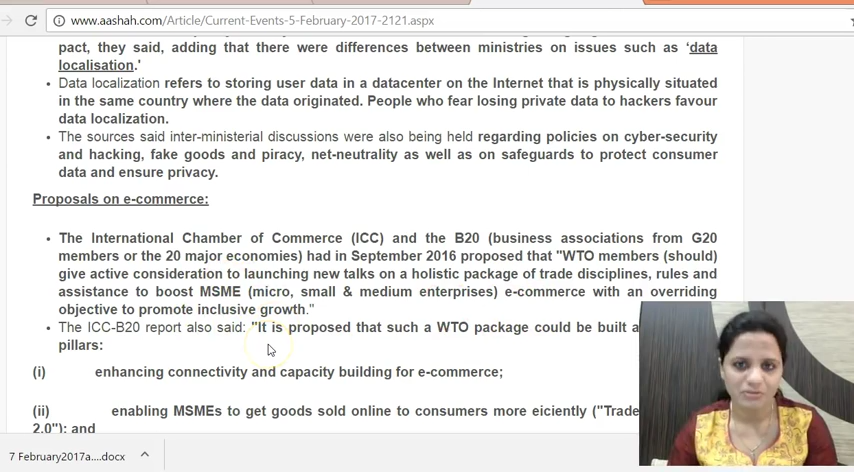 www.aashah.com/Article/Current-Events-5-February-2017-2121.aspx
pact, they said, adding that there were differences between ministries on issues such as 'data
localisation.'
• Data localization refers to storing user data in a datacenter on the Internet that is physically situated
in the same country where the data originated. People who fear losing private data to hackers favour
data localization.
• The sources said inter-ministerial discussions were also being held regarding policies on cyber-security
and hacking, fake goods and piracy, net-neutrality as well as on safeguards to protect consumer
data and ensure privacy.
Proposals on e-commerce:
• The International Chamber of Commerce (ICC) and the B20 (business associations from G20
members or the 20 major economies) had in September 2016 proposed that "WTO members (should)
give active consideration to launching new talks on a holistic package of trade disciplines, rules and
assistance to boost MSME (micro, small & medium enterprises) e-commerce with an overriding
objective to promote inclusive growth."
• The ICC-B20 report also said: "It is proposed that such a WTO package could be built a
pillars:
(i) enhancing connectivity and capacity building for e-commerce;
(ii) enabling MSMEs to get goods sold online to consumers more eiciently ("Trade
2.0"); and
7 February2017a....docx